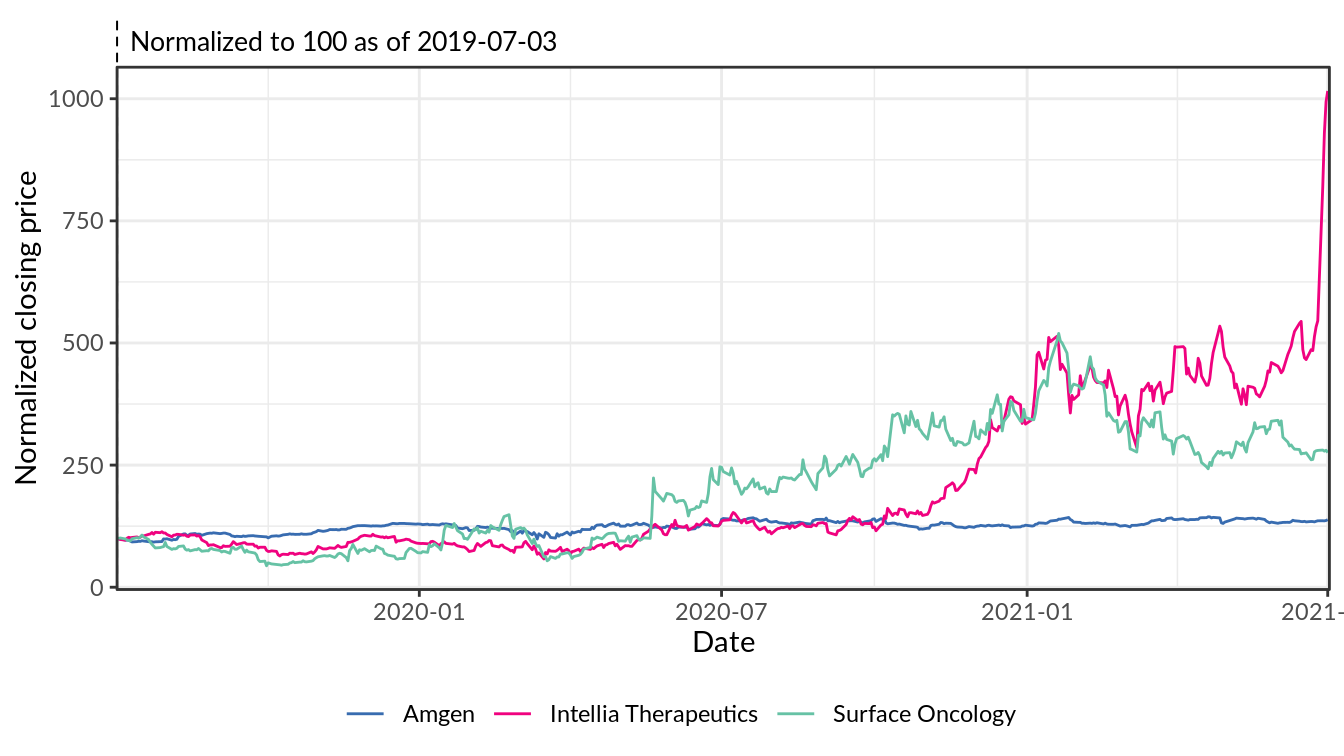 Normalized to 100 as of 2019-07-03
Normalized closing price
1000
750
500
250
0
2020-01
2020-07
2021-01
2021-
Date
Amgen
Intellia Therapeutics
Surface Oncology